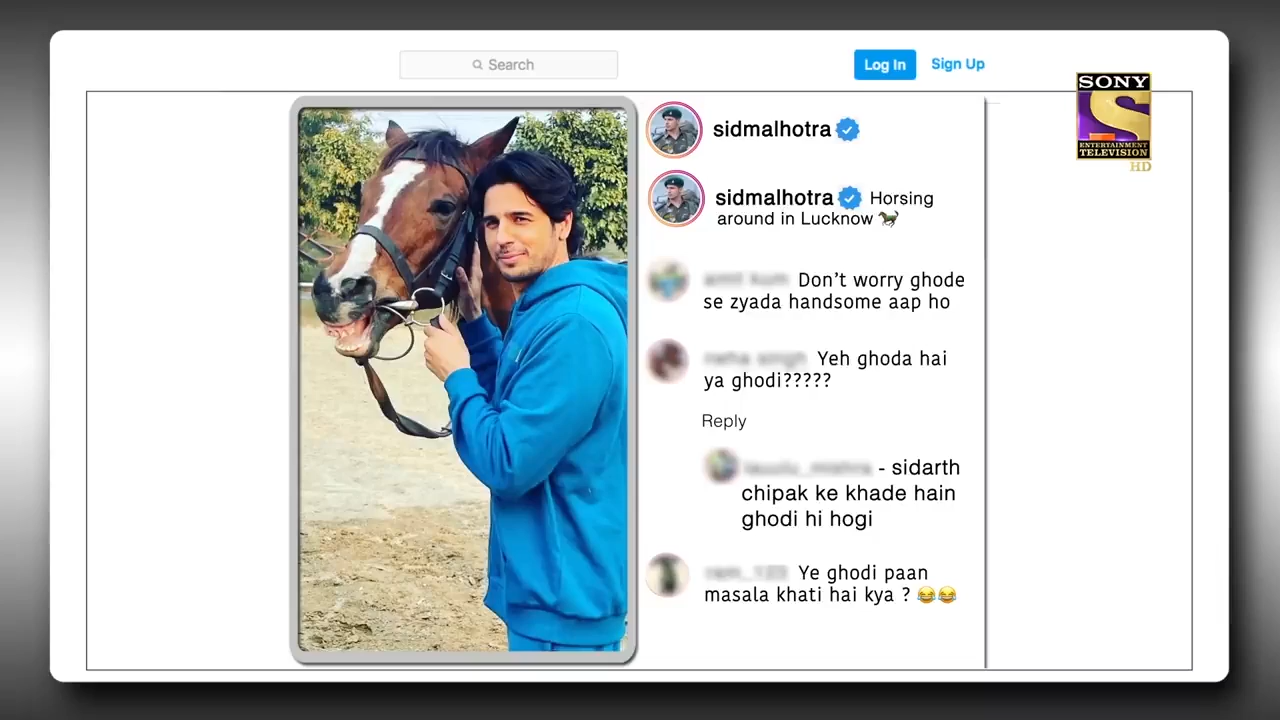 Search
Log In
Sign Up
SONY
ENTERTAINMENT
TELEVISION
HD
sidmalhotra
sidmalhotra Horsing
around in Lucknow 🐎
Don’t worry ghode
se zyada handsome aap ho
Yeh ghoda hai
ya ghodi?????
Reply
- sidarth
chipak ke khade hain
ghodi hi hogi
Ye ghodi paan
masala khati hai kya ? 😂😂